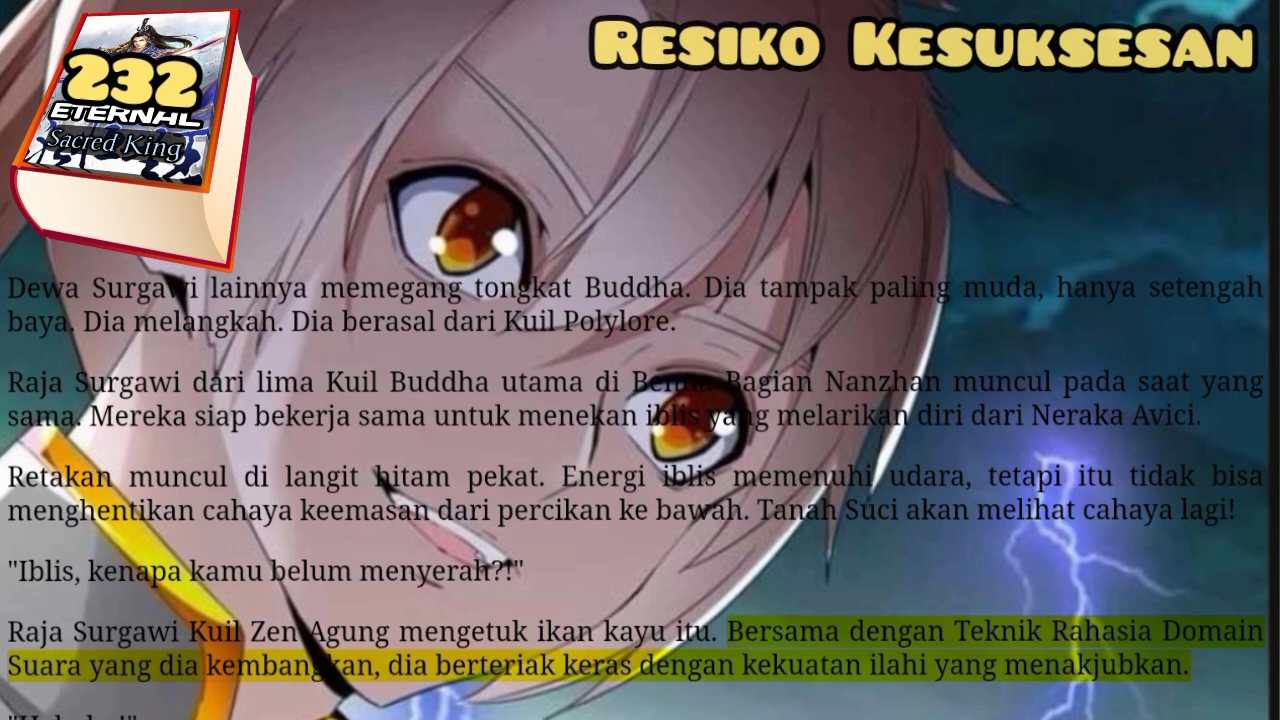 Resiko Kesuksesan
232
ETERNAL
Sacred King
Dewa Surgawi lainnya memegang tongkat Buddha. Dia tampak paling muda, hanya setengah
baya. Dia melangkah. Dia berasal dari Kuil Polylore.
Raja Surgawi dari lima Kuil Buddha utama di Benua Bagian Nanzhan muncul pada saat yang
sama. Mereka siap bekerja sama untuk menekan iblis yang melarikan diri dari Neraka Avici.
Retakan muncul di langit hitam pekat. Energi iblis memenuhi udara, tetapi itu tidak bisa
menghentikan cahaya keemasan dari percikan ke bawah. Tanah Suci akan melihat cahaya lagi!
"Iblis, kenapa kamu belum menyerah?!"
Raja Surgawi Kuil Zen Agung mengetuk ikan kayu itu. Bersama dengan Teknik Rahasia Domain
Suara yang dia kembangkan, dia berteriak keras dengan kekuatan ilahi yang menakjubkan.